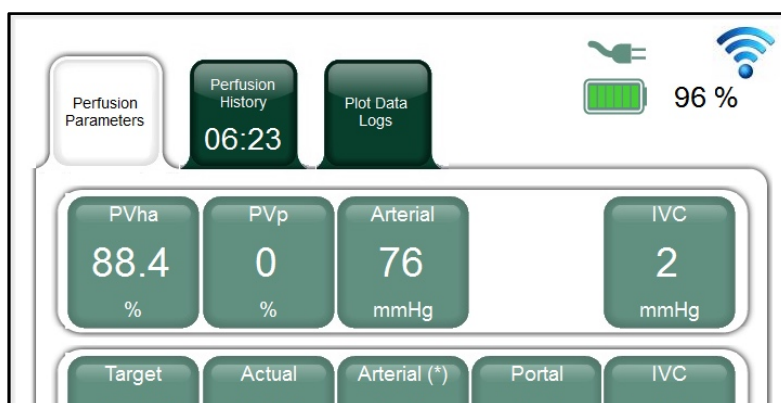 Perfusion
Parameters
Perfusion
History
06:23
Plot Data
Logs
96 %
PVha
88.4
%
PVp
0
%
Arterial
76
mmHg
IVC
2
mmHg
Target
Actual
Arterial (*)
Portal
IVC